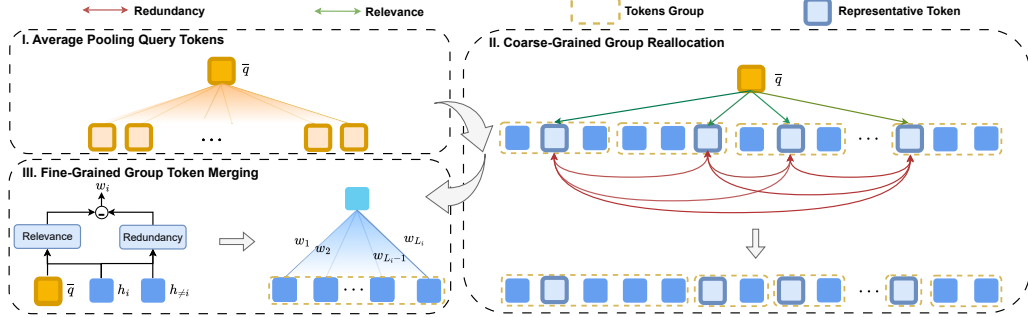 Redundancy
Relevance
Tokens Group
Representative Token
I. Average Pooling Query Tokens
q̅
...
II. Coarse-Grained Group Reallocation
q̅
...
...
III. Fine-Grained Group Token Merging
w_i
-
Relevance
Redundancy
q̅
h_i
h_{≠i}
w_1
w_2
w_{L_i-1}
w_{L_i}
...